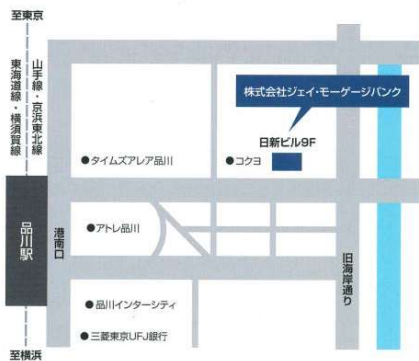 至東京
山手線・京浜東北線
東海道線・横須賀線
株式会社ジェイ・モーゲージバンク
日新ビル9F
●タイムズアレア品川
●コクヨ
品川駅
港南口
●アトレ品川
旧海岸通り
●品川インターシティ
●三菱東京UFJ銀行
至横浜